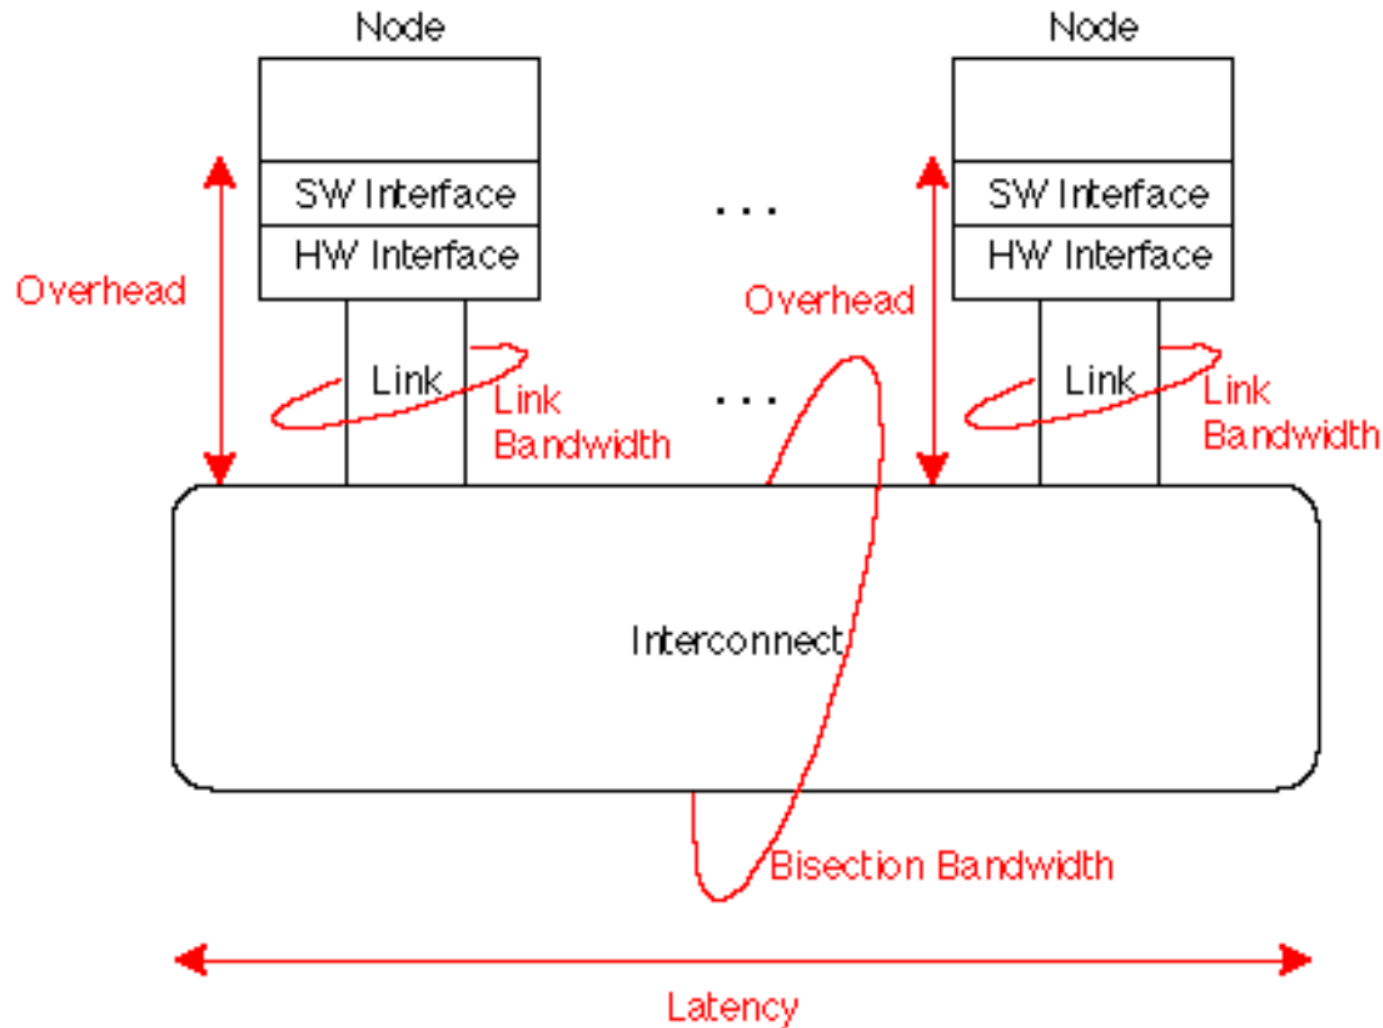 Node
Node
SW Interface
SW Interface
...
HW Interface
HW Interface
Overhead
Overhead
Link
...
Link
Link
Bandwidth
Link
Bandwidth
Interconnect
Bisection Bandwidth
Latency